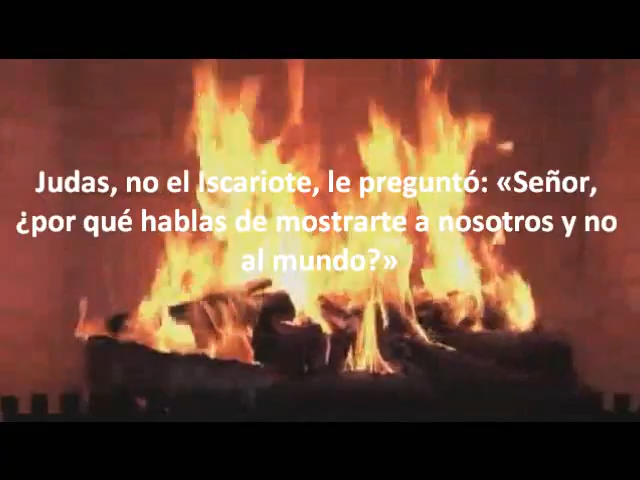 Judas, no el Iscariote, le preguntó: «Señor,
¿por qué hablas de mostrarte a nosotros y no
al mundo?»